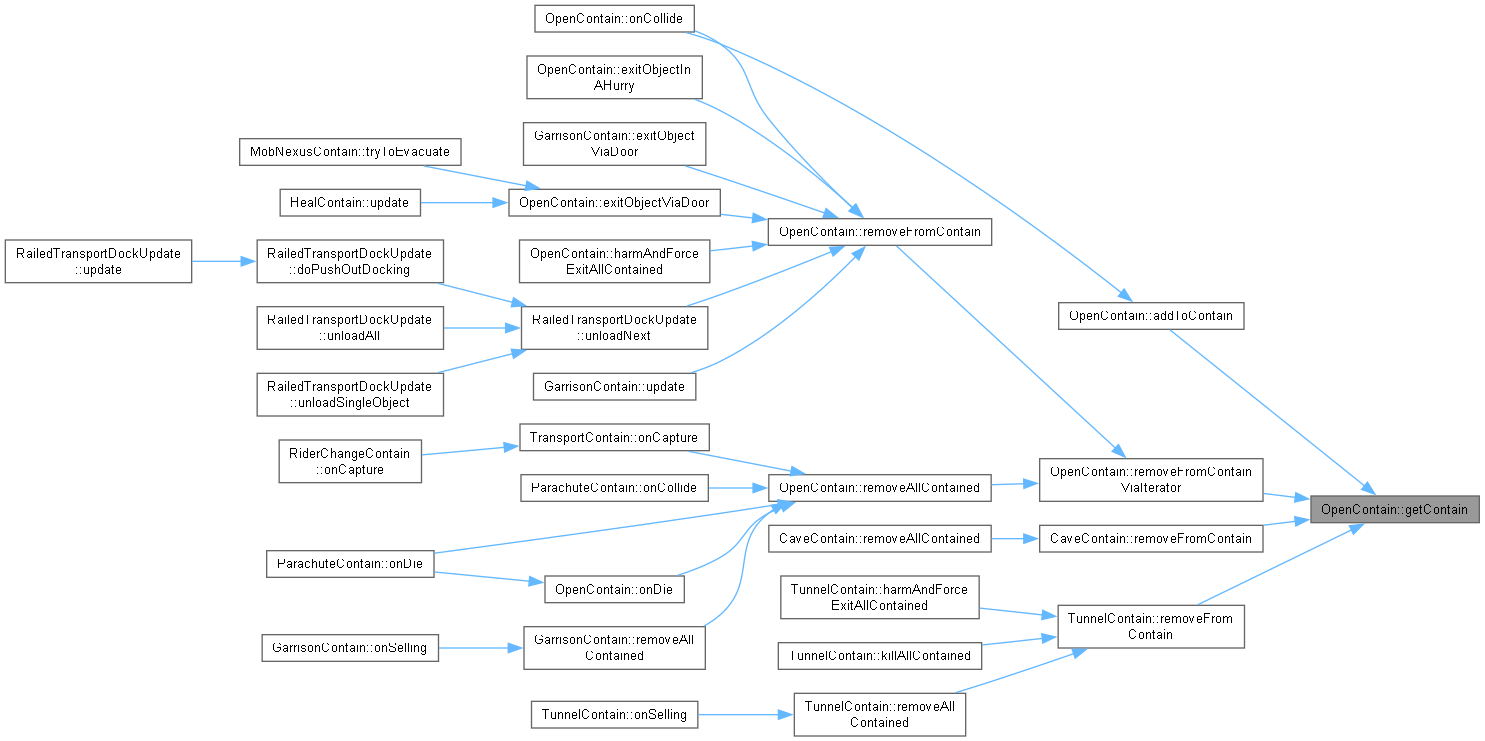 OpenContain::onCollide
OpenContain::exitObjectIn
AHurry
GarrisonContain::exitObject
ViaDoor
MobNexusContain::tryToEvacuate
HealContain::update
OpenContain::exitObjectViaDoor
OpenContain::removeFromContain
RailedTransportDockUpdate
::update
RailedTransportDockUpdate
::doPushOutDocking
OpenContain::harmAndForce
ExitAllContained
RailedTransportDockUpdate
::unloadAll
RailedTransportDockUpdate
::unloadNext
OpenContain::addToContain
RailedTransportDockUpdate
::unloadSingleObject
GarrisonContain::update
TransportContain::onCapture
RiderChangeContain
::onCapture
ParachuteContain::onCollide
OpenContain::removeAllContained
OpenContain::removeFromContain
ViaIterator
OpenContain::getContain
CaveContain::removeAllContained
CaveContain::removeFromContain
ParachuteContain::onDie
OpenContain::onDie
TunnelContain::harmAndForce
ExitAllContained
TunnelContain::removeFrom
Contain
GarrisonContain::onSelling
GarrisonContain::removeAll
Contained
TunnelContain::killAllContained
TunnelContain::onSelling
TunnelContain::removeAll
Contained